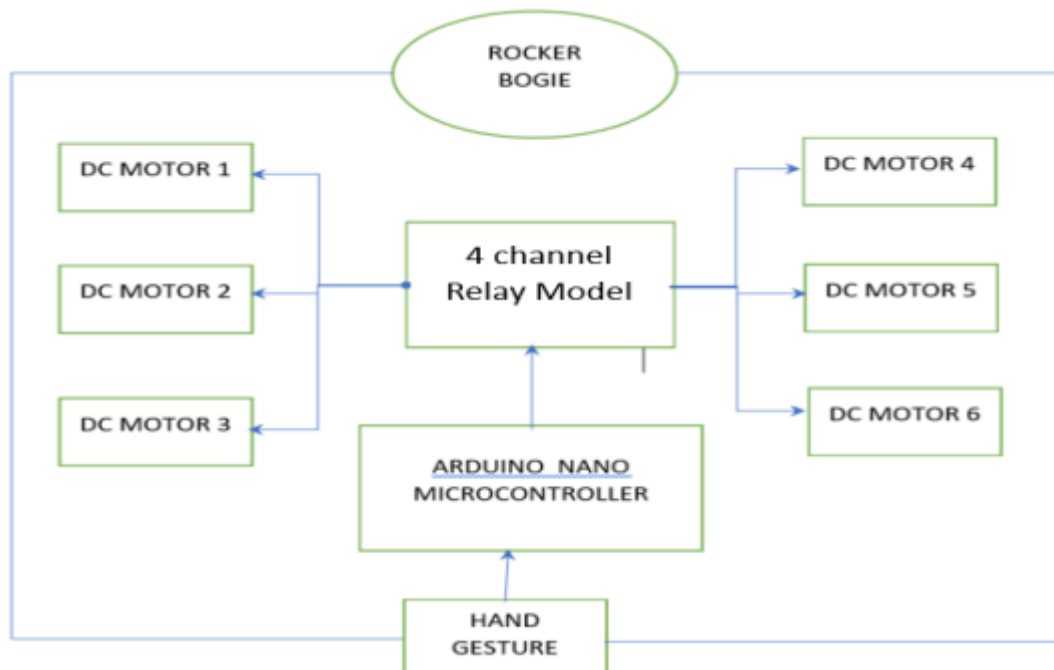 ROCKER
BOGIE
DC MOTOR 1
DC MOTOR 4
4 channel
Relay Model
DC MOTOR 2
DC MOTOR 5
DC MOTOR 3
DC MOTOR 6
ARDUINO NANO
MICROCONTROLLER
HAND
GESTURE